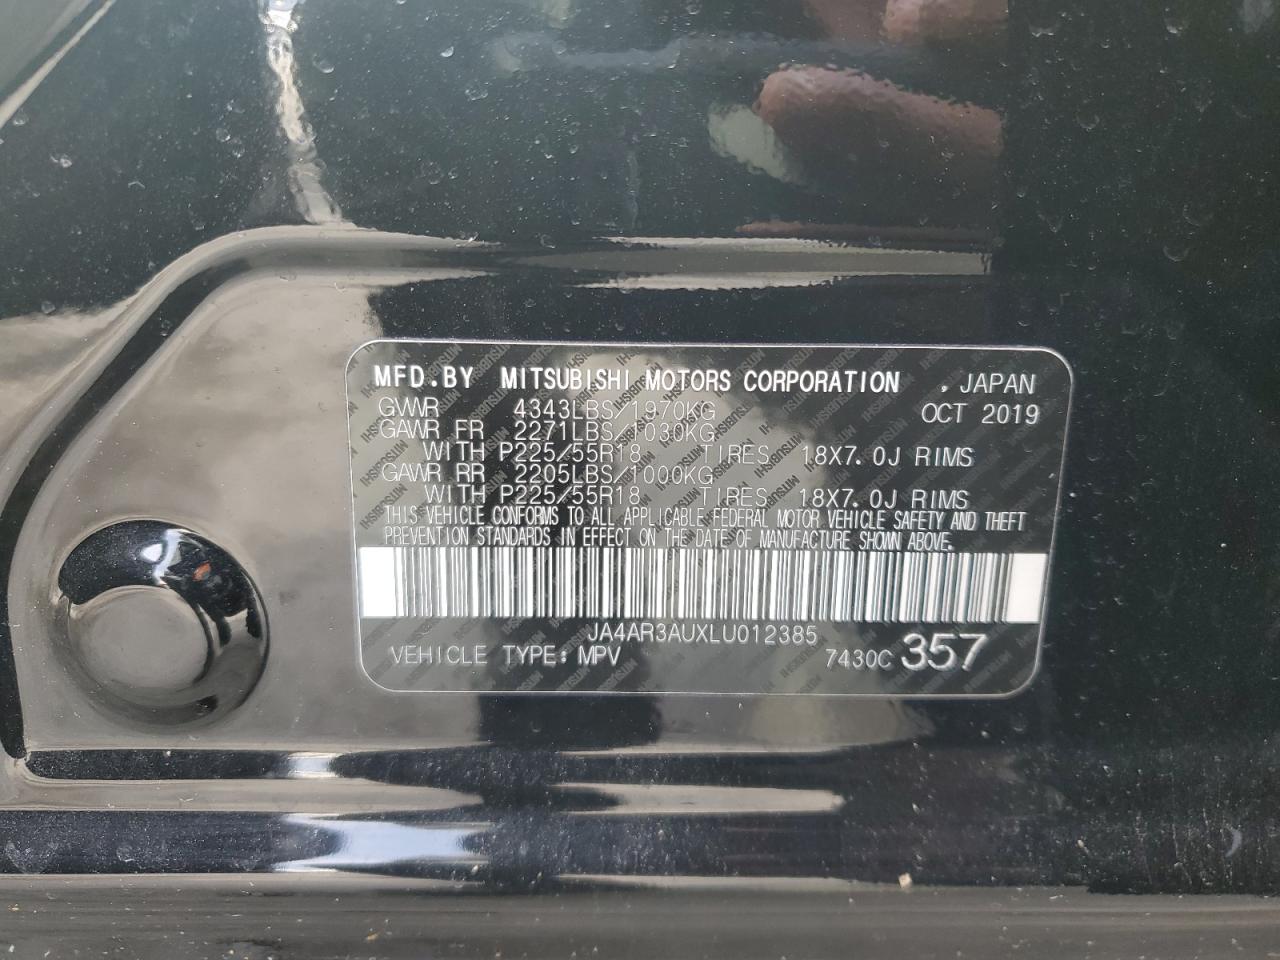 MFD.BY MITSUBISHI MOTORS CORPORATION , JAPAN
GVWR 4343LBS/1970KG OCT 2019
GAWR FR 2271LBS/1030KG
WITH P225/55R18 TIRES 18X7.0J RIMS
GAWR RR 2205LBS/1000KG
WITH P225/55R18 TIRES 18X7.0J RIMS
THIS VEHICLE CONFORMS TO ALL APPLICABLE FEDERAL MOTOR VEHICLE SAFETY AND THEFT
PREVENTION STANDARDS IN EFFECT ON THE DATE OF MANUFACTURE SHOWN ABOVE.
JA4AR3AUXLU012385
VEHICLE TYPE: MPV 7430C 357